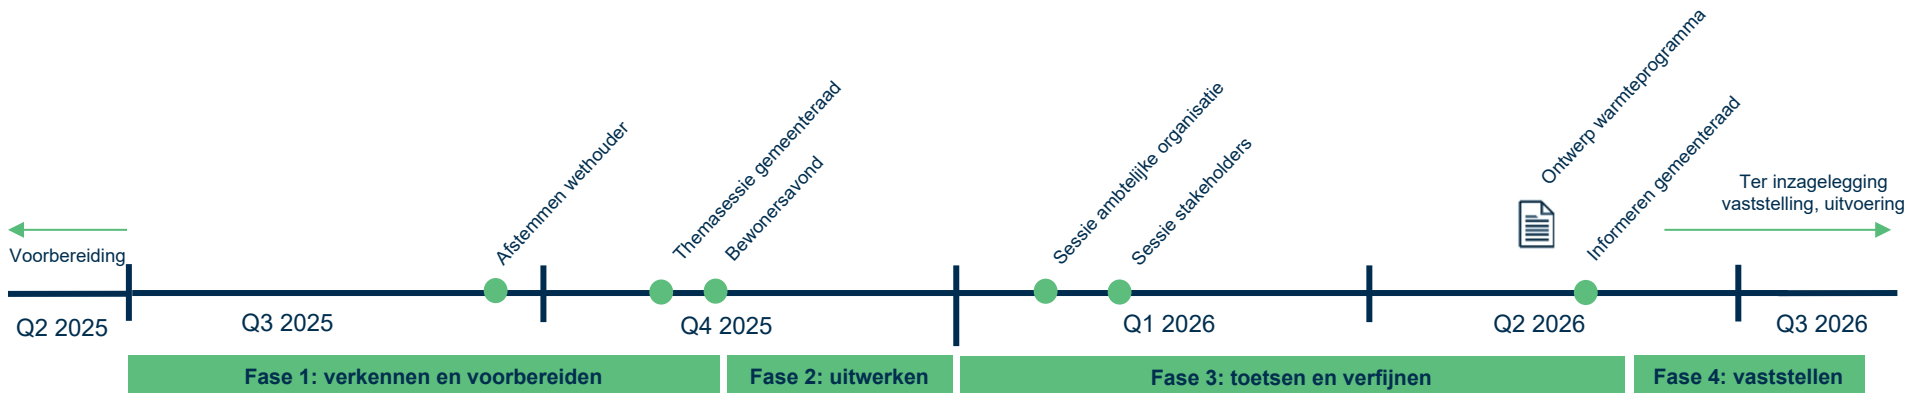 Voorbereiding
Afstemmen wethouder
Themasessie gemeenteraad
Bewonersavond
Sessie ambtelijke organisatie
Sessie stakeholders
Ontwerp warmteprogramma
Informeren gemeenteraad
Ter inzagelegging
vaststelling, uitvoering
Q2 2025
Q3 2025
Q4 2025
Q1 2026
Q2 2026
Q3 2026
Fase 1: verkennen en voorbereiden
Fase 2: uitwerken
Fase 3: toetsen en verfijnen
Fase 4: vaststellen